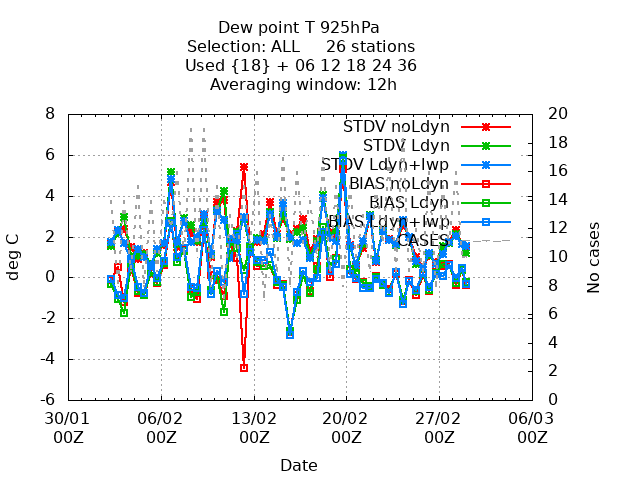 Dew point T 925hPa
Selection: ALL     26 stations
Used {18} + 06 12 18 24 36
Averaging window: 12h
8
6
4
2
0
-2
-4
-6
deg C
20
18
16
14
12
10
8
6
4
2
0
No cases
STDV noLdyn
STDV Ldyn
STDV Ldyn+lwp
BIAS noLdyn
BIAS Ldyn
BIAS Ldyn+lwp
CASES
30/01 06/02 13/02 20/02 27/02 06/03
00Z 00Z 00Z 00Z 00Z 00Z
Date